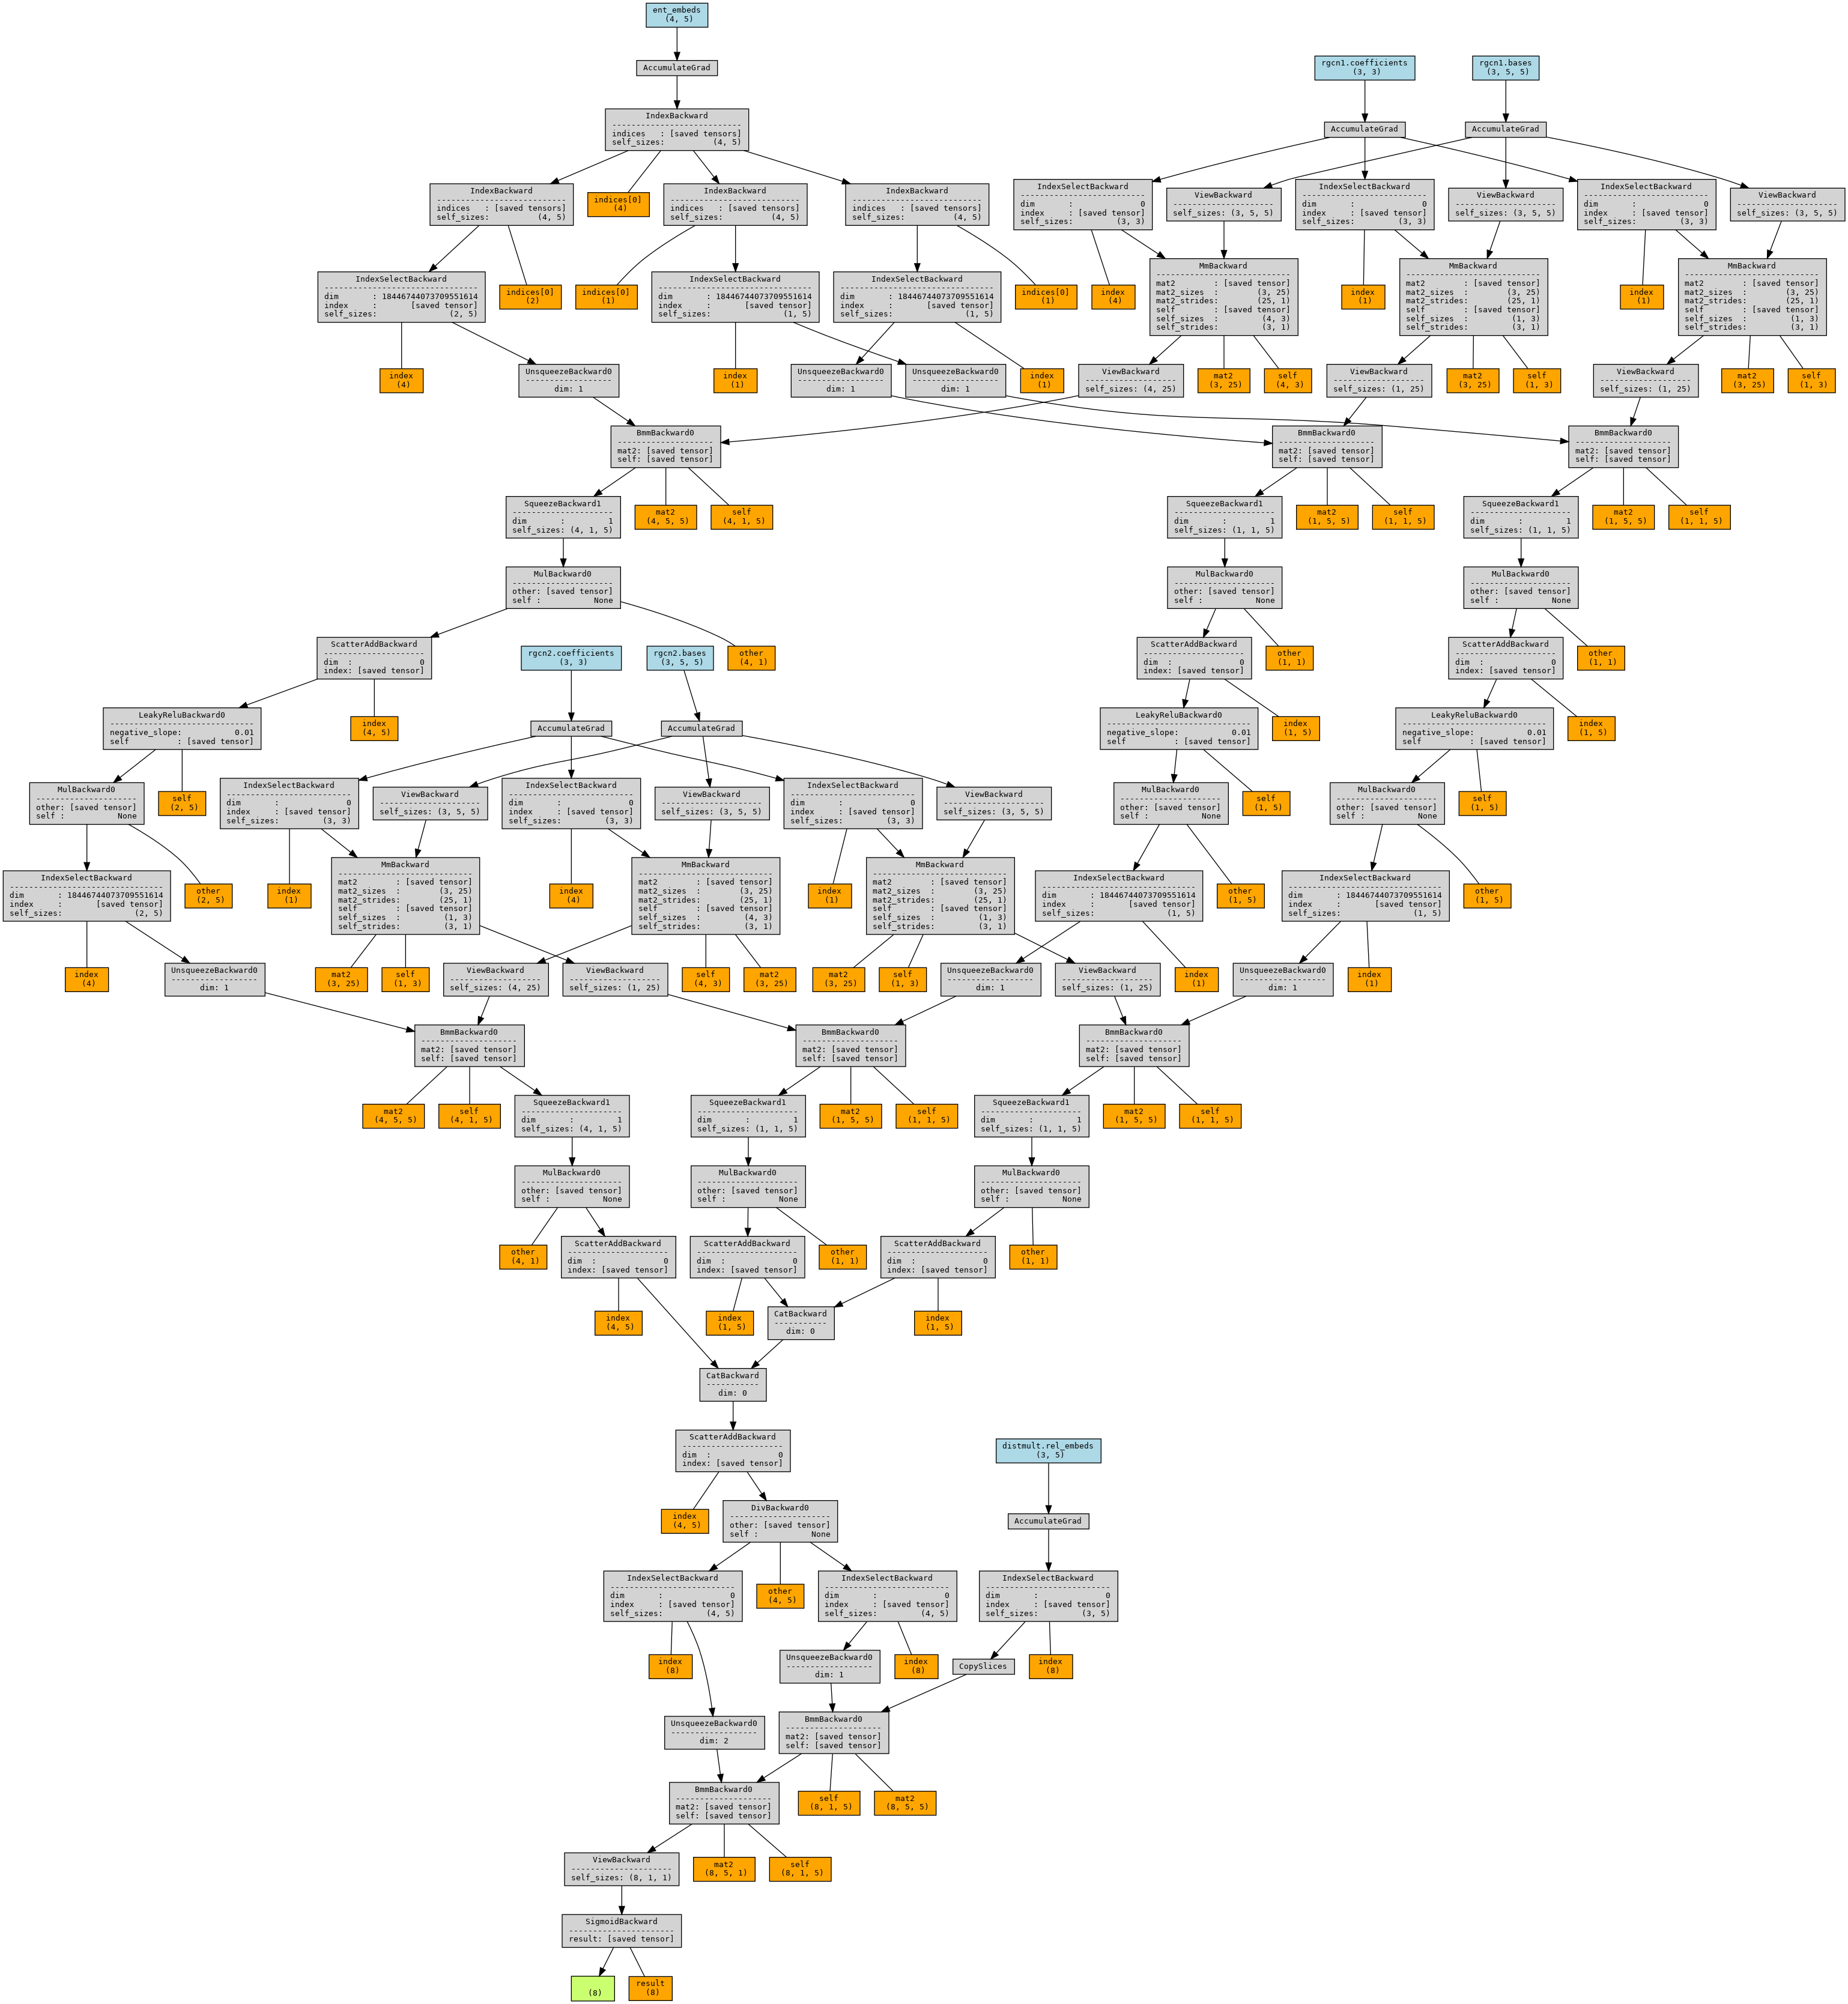 ent_embeds
(4, 5)
rgcn1.coefficients
(3, 3)
rgcn1.bases
(3, 5, 5)
AccumulateGrad
AccumulateGrad
AccumulateGrad
IndexBackward
---------------------------
indices   : [saved tensors]
self_sizes:          (4, 5)
IndexBackward
---------------------------
indices   : [saved tensors]
self_sizes:          (4, 5)
indices[0]
(4)
IndexBackward
---------------------------
indices   : [saved tensors]
self_sizes:          (4, 5)
IndexBackward
---------------------------
indices   : [saved tensors]
self_sizes:          (4, 5)
IndexSelectBackward
--------------------------
dim       :              0
index     : [saved tensor]
self_sizes:         (3, 3)
ViewBackward
---------------------
self_sizes: (3, 5, 5)
IndexSelectBackward
--------------------------
dim       :              0
index     : [saved tensor]
self_sizes:         (3, 3)
ViewBackward
---------------------
self_sizes: (3, 5, 5)
IndexSelectBackward
--------------------------
dim       :              0
index     : [saved tensor]
self_sizes:         (3, 3)
ViewBackward
---------------------
self_sizes: (3, 5, 5)
IndexSelectBackward
--------------------------------
dim       : 18446744073709551614
index     :       [saved tensor]
self_sizes:               (2, 5)
indices[0]
(2)
indices[0]
(1)
IndexSelectBackward
--------------------------------
dim       : 18446744073709551614
index     :       [saved tensor]
self_sizes:               (1, 5)
IndexSelectBackward
--------------------------------
dim       : 18446744073709551614
index     :       [saved tensor]
self_sizes:               (1, 5)
indices[0]
(1)
index
(4)
MmBackward
----------------------------
mat2        : [saved tensor]
mat2_sizes  :        (3, 25)
mat2_strides:        (25, 1)
self        : [saved tensor]
self_sizes  :         (4, 3)
self_strides:         (3, 1)
index
(1)
MmBackward
----------------------------
mat2        : [saved tensor]
mat2_sizes  :        (3, 25)
mat2_strides:        (25, 1)
self        : [saved tensor]
self_sizes  :         (1, 3)
self_strides:         (3, 1)
index
(1)
MmBackward
----------------------------
mat2        : [saved tensor]
mat2_sizes  :        (3, 25)
mat2_strides:        (25, 1)
self        : [saved tensor]
self_sizes  :         (1, 3)
self_strides:         (3, 1)
index
(4)
UnsqueezeBackward0
------------------
dim: 1
index
(1)
UnsqueezeBackward0
------------------
dim: 1
UnsqueezeBackward0
------------------
dim: 1
index
(1)
ViewBackward
-------------------
self_sizes: (4, 25)
mat2
(3, 25)
self
(4, 3)
ViewBackward
-------------------
self_sizes: (1, 25)
mat2
(3, 25)
self
(1, 3)
ViewBackward
-------------------
self_sizes: (1, 25)
mat2
(3, 25)
self
(1, 3)
BmmBackward0
--------------------
mat2: [saved tensor]
self: [saved tensor]
BmmBackward0
--------------------
mat2: [saved tensor]
self: [saved tensor]
BmmBackward0
--------------------
mat2: [saved tensor]
self: [saved tensor]
SqueezeBackward1
---------------------
dim       :         1
self_sizes: (4, 1, 5)
mat2
(4, 5, 5)
self
(4, 1, 5)
SqueezeBackward1
---------------------
dim       :         1
self_sizes: (1, 1, 5)
mat2
(1, 5, 5)
self
(1, 1, 5)
SqueezeBackward1
---------------------
dim       :         1
self_sizes: (1, 1, 5)
mat2
(1, 5, 5)
self
(1, 1, 5)
MulBackward0
---------------------
other: [saved tensor]
self :           None
MulBackward0
---------------------
other: [saved tensor]
self :           None
MulBackward0
---------------------
other: [saved tensor]
self :           None
ScatterAddBackward
---------------------
dim  :              0
index: [saved tensor]
rgcn2.coefficients
(3, 3)
rgcn2.bases
(3, 5, 5)
other
(4, 1)
ScatterAddBackward
---------------------
dim  :              0
index: [saved tensor]
other
(1, 1)
ScatterAddBackward
---------------------
dim  :              0
index: [saved tensor]
other
(1, 1)
LeakyReluBackward0
------------------------------
negative_slope:           0.01
self          : [saved tensor]
index
(4, 5)
AccumulateGrad
AccumulateGrad
LeakyReluBackward0
------------------------------
negative_slope:           0.01
self          : [saved tensor]
index
(1, 5)
LeakyReluBackward0
------------------------------
negative_slope:           0.01
self          : [saved tensor]
index
(1, 5)
MulBackward0
---------------------
other: [saved tensor]
self :           None
self
(2, 5)
IndexSelectBackward
--------------------------
dim       :              0
index     : [saved tensor]
self_sizes:         (3, 3)
ViewBackward
---------------------
self_sizes: (3, 5, 5)
IndexSelectBackward
--------------------------
dim       :              0
index     : [saved tensor]
self_sizes:         (3, 3)
ViewBackward
---------------------
self_sizes: (3, 5, 5)
IndexSelectBackward
--------------------------
dim       :              0
index     : [saved tensor]
self_sizes:         (3, 3)
ViewBackward
---------------------
self_sizes: (3, 5, 5)
MulBackward0
---------------------
other: [saved tensor]
self :           None
self
(1, 5)
MulBackward0
---------------------
other: [saved tensor]
self :           None
self
(1, 5)
IndexSelectBackward
--------------------------------
dim       : 18446744073709551614
index     :       [saved tensor]
self_sizes:               (2, 5)
other
(2, 5)
index
(1)
MmBackward
----------------------------
mat2        : [saved tensor]
mat2_sizes  :        (3, 25)
mat2_strides:        (25, 1)
self        : [saved tensor]
self_sizes  :         (1, 3)
self_strides:         (3, 1)
index
(4)
MmBackward
----------------------------
mat2        : [saved tensor]
mat2_sizes  :        (3, 25)
mat2_strides:        (25, 1)
self        : [saved tensor]
self_sizes  :         (4, 3)
self_strides:         (3, 1)
index
(1)
MmBackward
----------------------------
mat2        : [saved tensor]
mat2_sizes  :        (3, 25)
mat2_strides:        (25, 1)
self        : [saved tensor]
self_sizes  :         (1, 3)
self_strides:         (3, 1)
IndexSelectBackward
--------------------------------
dim       : 18446744073709551614
index     :       [saved tensor]
self_sizes:               (1, 5)
other
(1, 5)
IndexSelectBackward
--------------------------------
dim       : 18446744073709551614
index     :       [saved tensor]
self_sizes:               (1, 5)
other
(1, 5)
index
(4)
UnsqueezeBackward0
------------------
dim: 1
mat2
(3, 25)
self
(1, 3)
ViewBackward
-------------------
self_sizes: (4, 25)
ViewBackward
-------------------
self_sizes: (1, 25)
self
(4, 3)
mat2
(3, 25)
mat2
(3, 25)
self
(1, 3)
UnsqueezeBackward0
------------------
dim: 1
ViewBackward
-------------------
self_sizes: (1, 25)
index
(1)
UnsqueezeBackward0
------------------
dim: 1
index
(1)
BmmBackward0
--------------------
mat2: [saved tensor]
self: [saved tensor]
BmmBackward0
--------------------
mat2: [saved tensor]
self: [saved tensor]
BmmBackward0
--------------------
mat2: [saved tensor]
self: [saved tensor]
mat2
(4, 5, 5)
self
(4, 1, 5)
SqueezeBackward1
---------------------
dim       :         1
self_sizes: (4, 1, 5)
SqueezeBackward1
---------------------
dim       :         1
self_sizes: (1, 1, 5)
mat2
(1, 5, 5)
self
(1, 1, 5)
SqueezeBackward1
---------------------
dim       :         1
self_sizes: (1, 1, 5)
mat2
(1, 5, 5)
self
(1, 1, 5)
MulBackward0
---------------------
other: [saved tensor]
self :           None
MulBackward0
---------------------
other: [saved tensor]
self :           None
MulBackward0
---------------------
other: [saved tensor]
self :           None
other
(4, 1)
ScatterAddBackward
---------------------
dim  :              0
index: [saved tensor]
ScatterAddBackward
---------------------
dim  :              0
index: [saved tensor]
other
(1, 1)
ScatterAddBackward
---------------------
dim  :              0
index: [saved tensor]
other
(1, 1)
index
(4, 5)
index
(1, 5)
CatBackward
-----------
dim: 0
index
(1, 5)
CatBackward
-----------
dim: 0
ScatterAddBackward
---------------------
dim  :              0
index: [saved tensor]
distmult.rel_embeds
(3, 5)
index
(4, 5)
DivBackward0
---------------------
other: [saved tensor]
self :           None
AccumulateGrad
IndexSelectBackward
--------------------------
dim       :              0
index     : [saved tensor]
self_sizes:         (4, 5)
other
(4, 5)
IndexSelectBackward
--------------------------
dim       :              0
index     : [saved tensor]
self_sizes:         (4, 5)
IndexSelectBackward
--------------------------
dim       :              0
index     : [saved tensor]
self_sizes:         (3, 5)
index
(8)
UnsqueezeBackward0
------------------
dim: 1
index
(8)
CopySlices
index
(8)
UnsqueezeBackward0
------------------
dim: 2
BmmBackward0
--------------------
mat2: [saved tensor]
self: [saved tensor]
BmmBackward0
--------------------
mat2: [saved tensor]
self: [saved tensor]
self
(8, 1, 5)
mat2
(8, 5, 5)
ViewBackward
---------------------
self_sizes: (8, 1, 1)
mat2
(8, 5, 1)
self
(8, 1, 5)
SigmoidBackward
----------------------
result: [saved tensor]
(8)
result
(8)